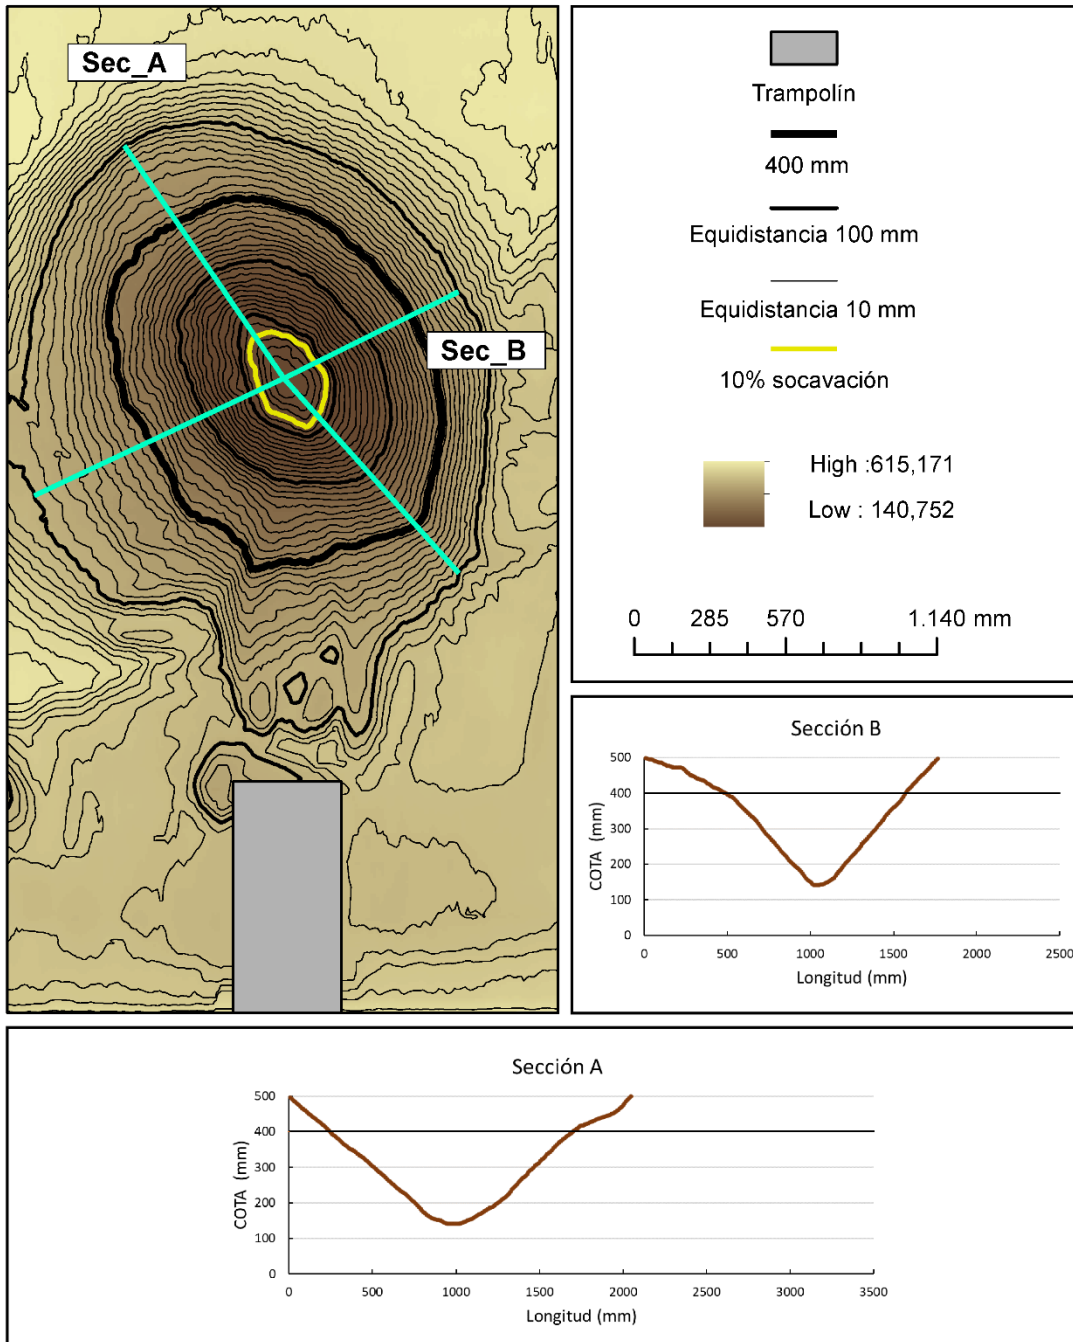 Sec_A
Sec_B
Trampolín
400 mm
Equidistancia 100 mm
Equidistancia 10 mm
10% socavación
High :615,171
Low : 140,752
0 285 570 1.140 mm
Sección B
500
400
300
200
100
0
COTA (mm)
0 500 1000 1500 2000 2500
Longitud (mm)
Sección A
500
400
300
200
100
0
COTA (mm)
0 500 1000 1500 2000 2500 3000 3500
Longitud (mm)